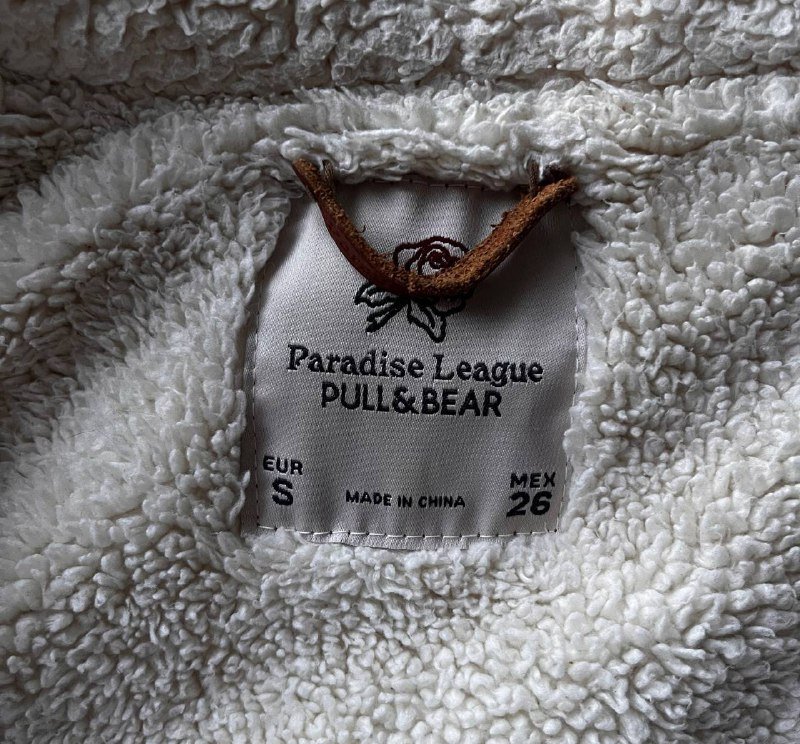 Paradise League
PULL&BEAR
EUR
S
MADE IN CHINA
MEX
26